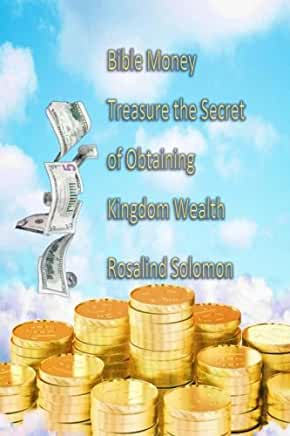 Bible Money
Treasure the Secret
of Obtaining
Kingdom Wealth
Rosalind Solomon